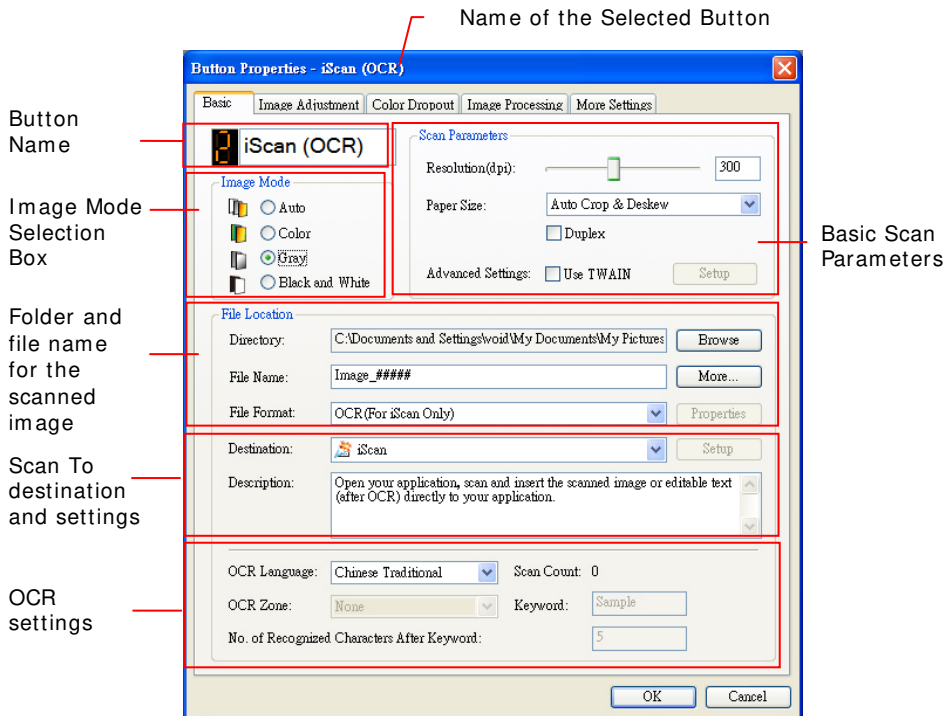 Name of the Selected Button
Button Properties - iScan (OCR)
Basic Image Adjustment Color Dropout Image Processing More Settings
Button
Name
2 iScan (OCR)
Image Mode
Selection
Box
Image Mode
Auto
Color
Gray
Black and White
Scan Parameters
Resolution(dpi): 300
Paper Size: Auto Crop & Deskew
Duplex
Advanced Settings: Use TWAIN Setup
Basic Scan
Parameters
Folder and
file name
for the
scanned
image
File Location
Directory: C:\Documents and Settings\void\My Documents\My Pictures Browse
File Name: Image_##### More...
File Format: OCR(For iScan Only) Properties
Scan To
destination
and settings
Destination: iScan Setup
Description: Open your application, scan and insert the scanned image or editable text
(after OCR) directly to your application.
OCR
settings
OCR Language: Chinese Traditional Scan Count: 0
OCR Zone: None Keyword: Sample
No. of Recognized Characters After Keyword: 5
OK Cancel